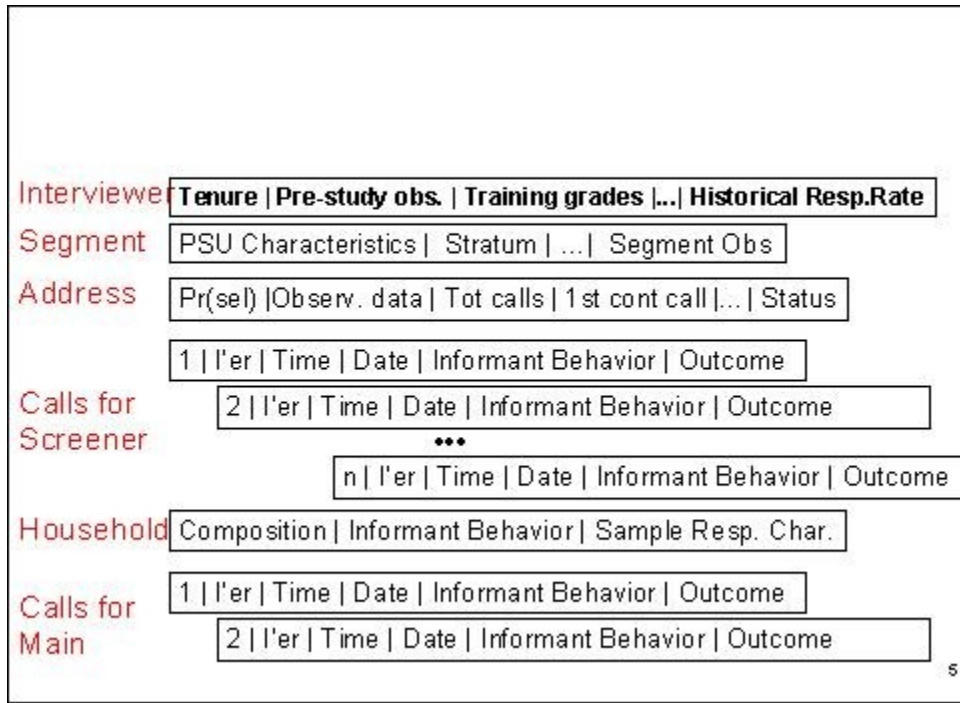 Interviewer Tenure | Pre-study obs. | Training grades |...| Historical Resp.Rate
Segment PSU Characteristics | Stratum | ...| Segment Obs
Address Pr(sel) |Observ. data | Tot calls | 1st cont call |... | Status
1 | I'er | Time | Date | Informant Behavior | Outcome
Calls for
Screener
2 | I'er | Time | Date | Informant Behavior | Outcome
•••
n | I'er | Time | Date | Informant Behavior | Outcome
Household Composition | Informant Behavior | Sample Resp. Char.
Calls for
Main
1 | I'er | Time | Date | Informant Behavior | Outcome
2 | I'er | Time | Date | Informant Behavior | Outcome
5